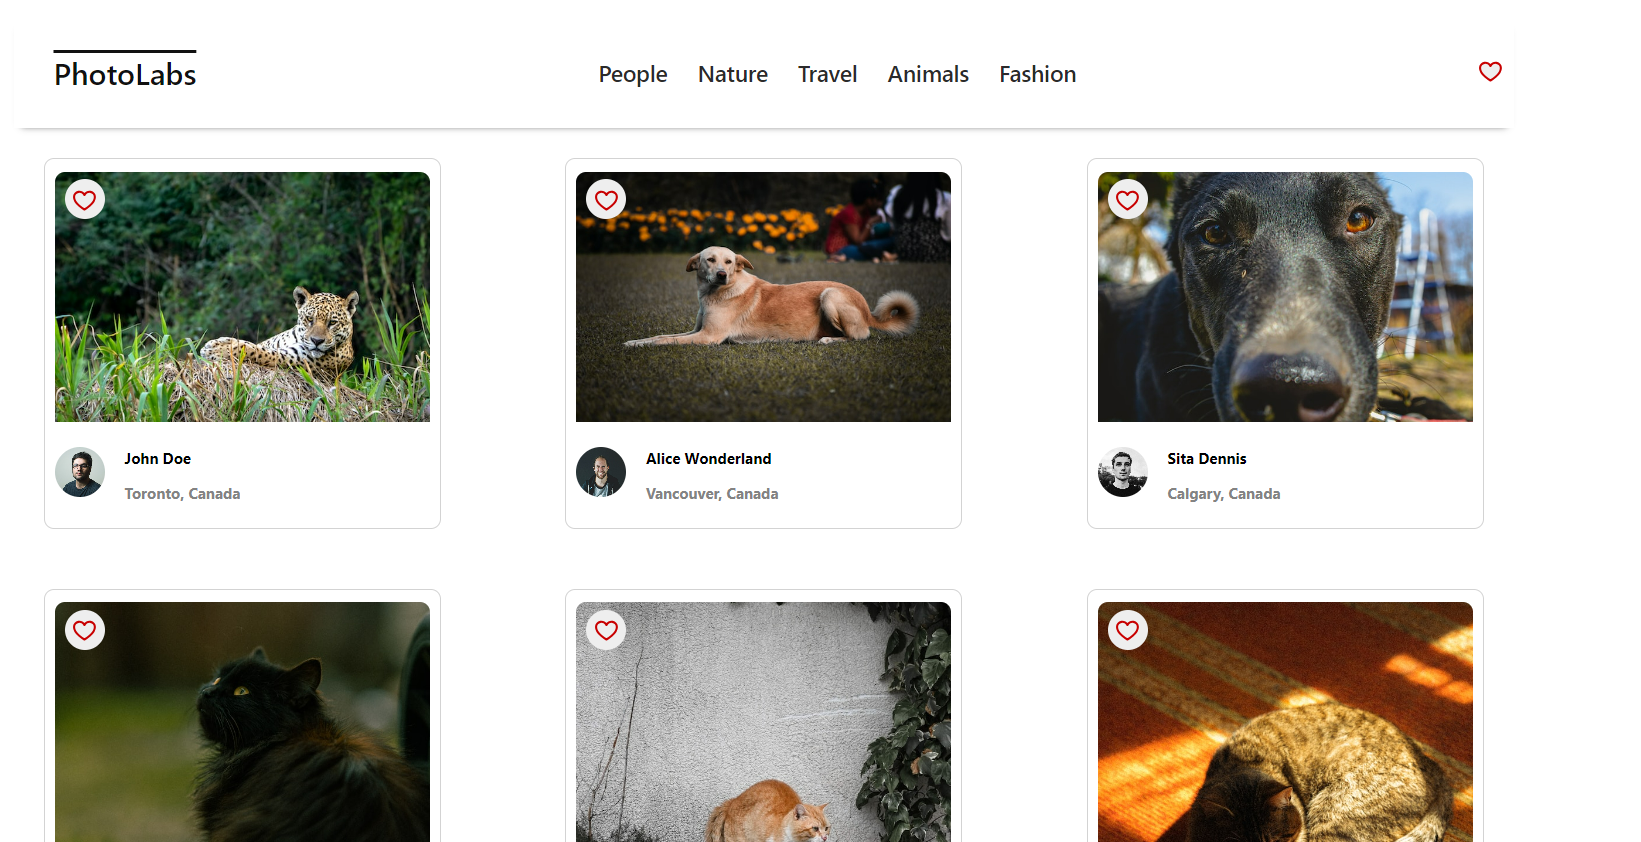 PhotoLabs
People Nature Travel Animals Fashion
John Doe
Toronto, Canada
Alice Wonderland
Vancouver, Canada
Sita Dennis
Calgary, Canada